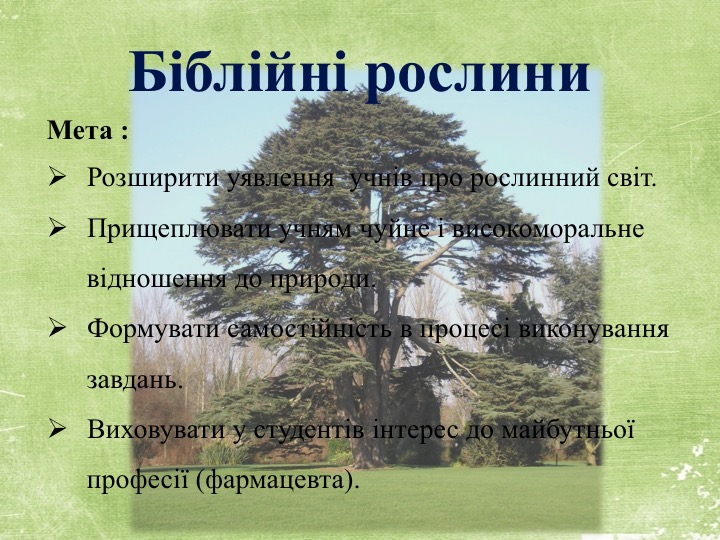 Біблійні рослини
Мета :
➢ Розширити уявлення учнів про рослинний світ.
➢ Прищеплювати учням чуйне і високоморальне
відношення до природи.
➢ Формувати самостійність в процесі виконування
завдань.
➢ Виховувати у студентів інтерес до майбутньої
професії (фармацевта).